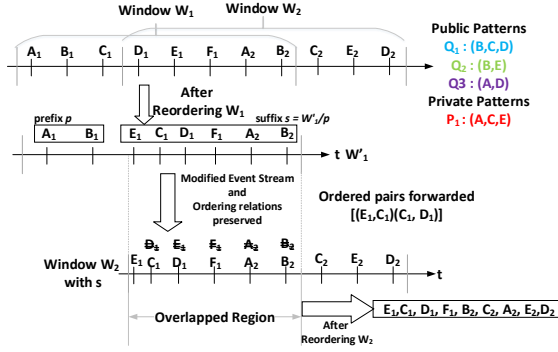 Window W1
Window W2
A1 B1 C1 D1 E1 F1 A2 B2 C2 E2 D2
Public Patterns
Q1 : (B,C,D)
Q2 : (B,E)
Q3 : (A,D)
Private Patterns
P1 : (A,C,E)
After
Reordering W1
prefix p
suffix s = W'1/p
A1 B1 E1 C1 D1 F1 A2 B2
t W'1
Modified Event Stream
and
Ordering relations
preserved
Ordered pairs forwarded
[(E1,C1)(C1, D1)]
D1 E1 F1 A2 B2
Window W2
with s
E1 C1 D1 F1 A2 B2 C2 E2 D2
t
Overlapped Region
After
Reordering W2
E1,C1, D1, F1, B2, C2, A2, E2,D2